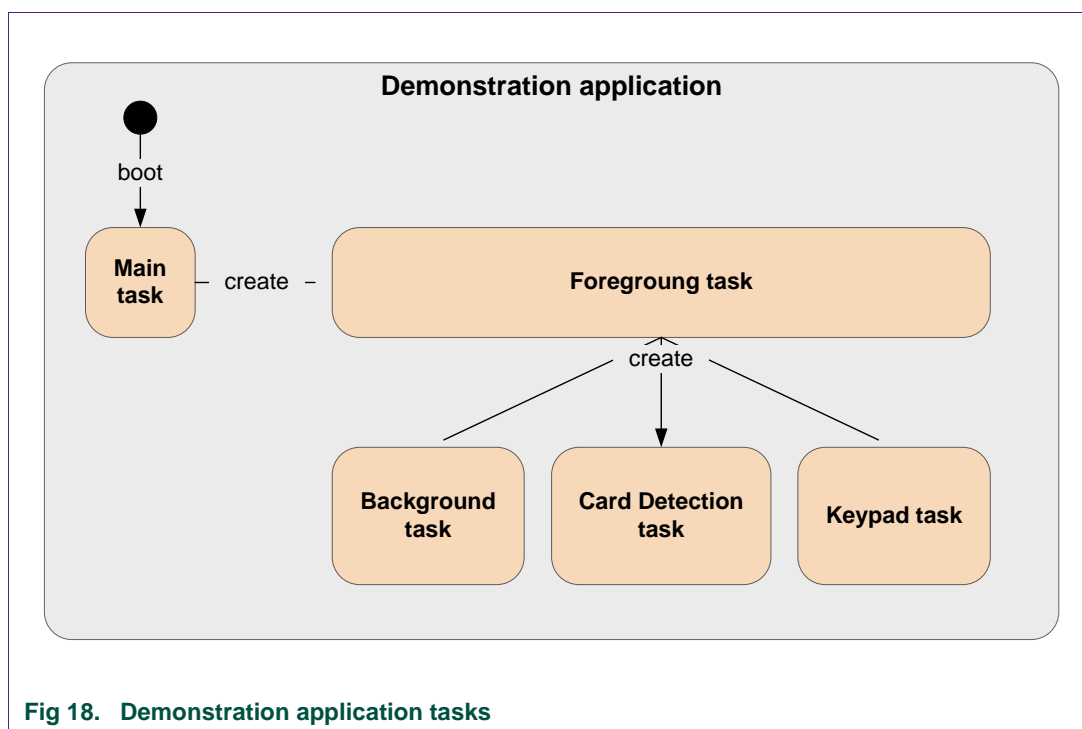 Demonstration application
boot
Main
task
create
Foregroung task
create
Background
task
Card Detection
task
Keypad task
Fig 18. Demonstration application tasks